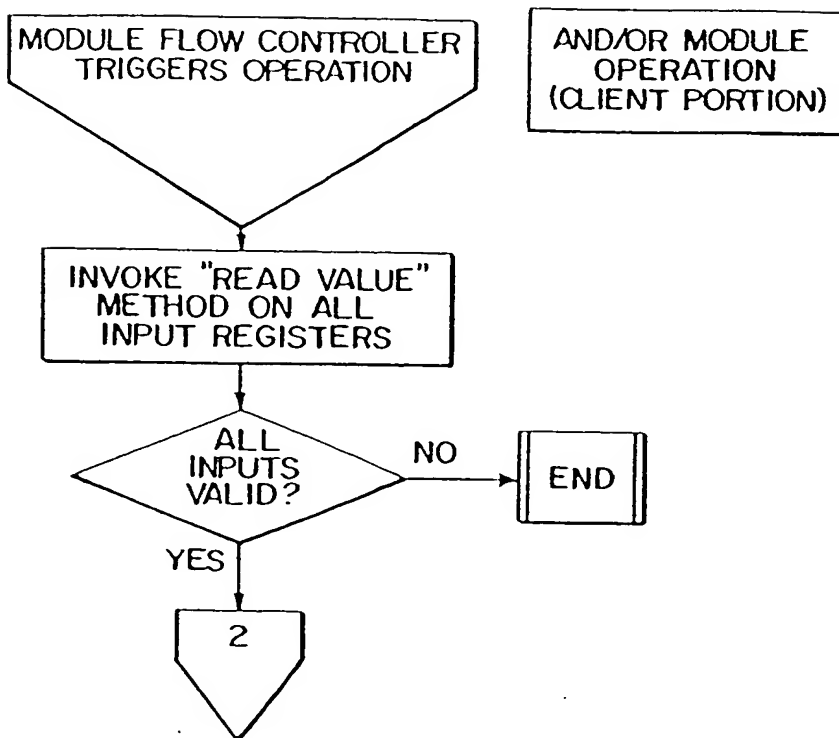 MODULE FLOW CONTROLLER
TRIGGERS OPERATION
AND/OR MODULE
OPERATION
(CLIENT PORTION)
INVOKE "READ VALUE"
METHOD ON ALL
INPUT REGISTERS
ALL
INPUTS
VALID?
NO
END
YES
2